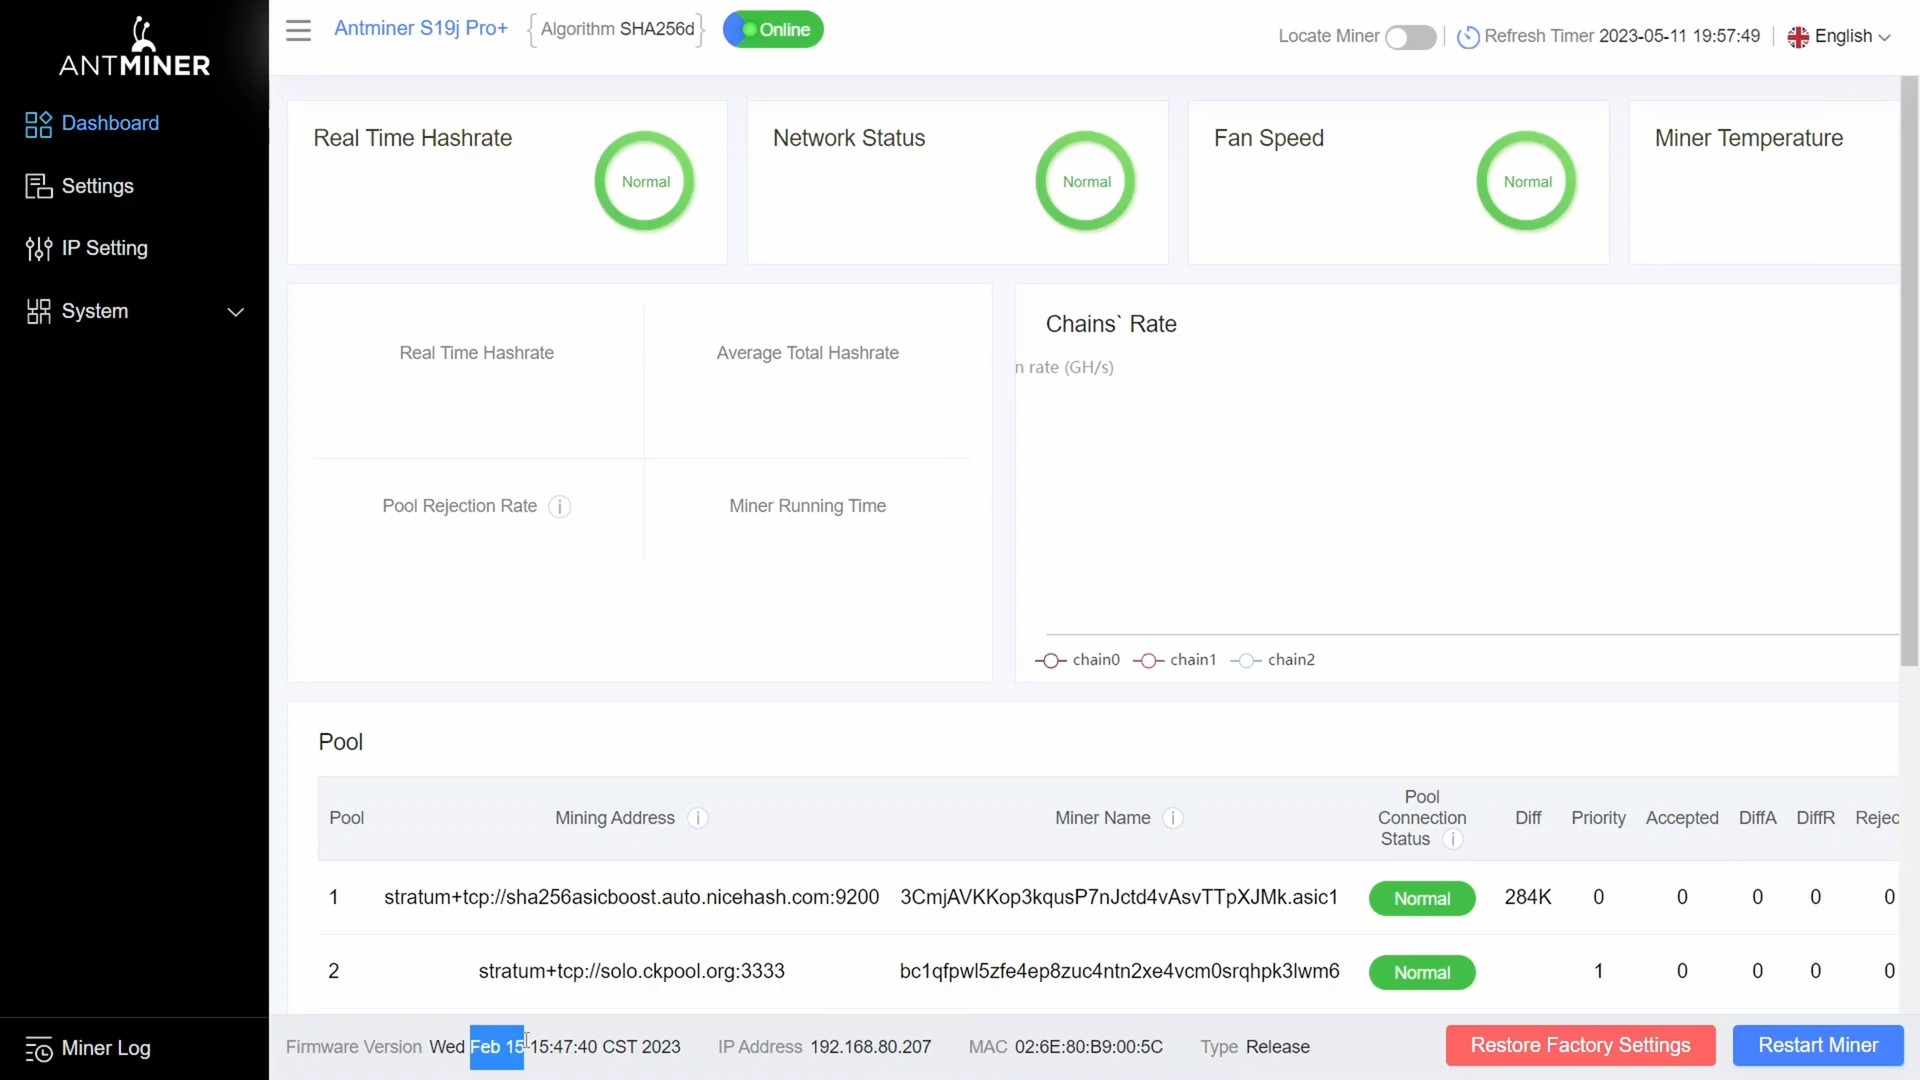 ANTMINER
Antminer S19j Pro+
Algorithm SHA256d
Online
Locate Miner
Refresh Timer 2023-05-11 19:57:49
English
Dashboard
Settings
IP Setting
System
Miner Log
Real Time Hashrate
Normal
Network Status
Normal
Fan Speed
Normal
Miner Temperature
Real Time Hashrate
Average Total Hashrate
Pool Rejection Rate
Miner Running Time
Chains` Rate
n rate (GH/s)
chain0 chain1 chain2
Pool
Pool Mining Address Miner Name Pool Connection Status Diff Priority Accepted DiffA DiffR Rejec
1 stratum+tcp://sha256asicboost.auto.nicehash.com:9200 3CmjAVKKop3kqusP7nJctd4vAsvTTpXJMk.asic1 Normal 284K 0 0 0 0 0
2 stratum+tcp://solo.ckpool.org:3333 bc1qfpwl5zfe4ep8zuc4ntn2xe4vcm0srqhpk3lwm6 Normal 1 0 0 0 0
Firmware Version Wed Feb 15 15:47:40 CST 2023 IP Address 192.168.80.207 MAC 02:6E:80:B9:00:5C Type Release
Restore Factory Settings
Restart Miner